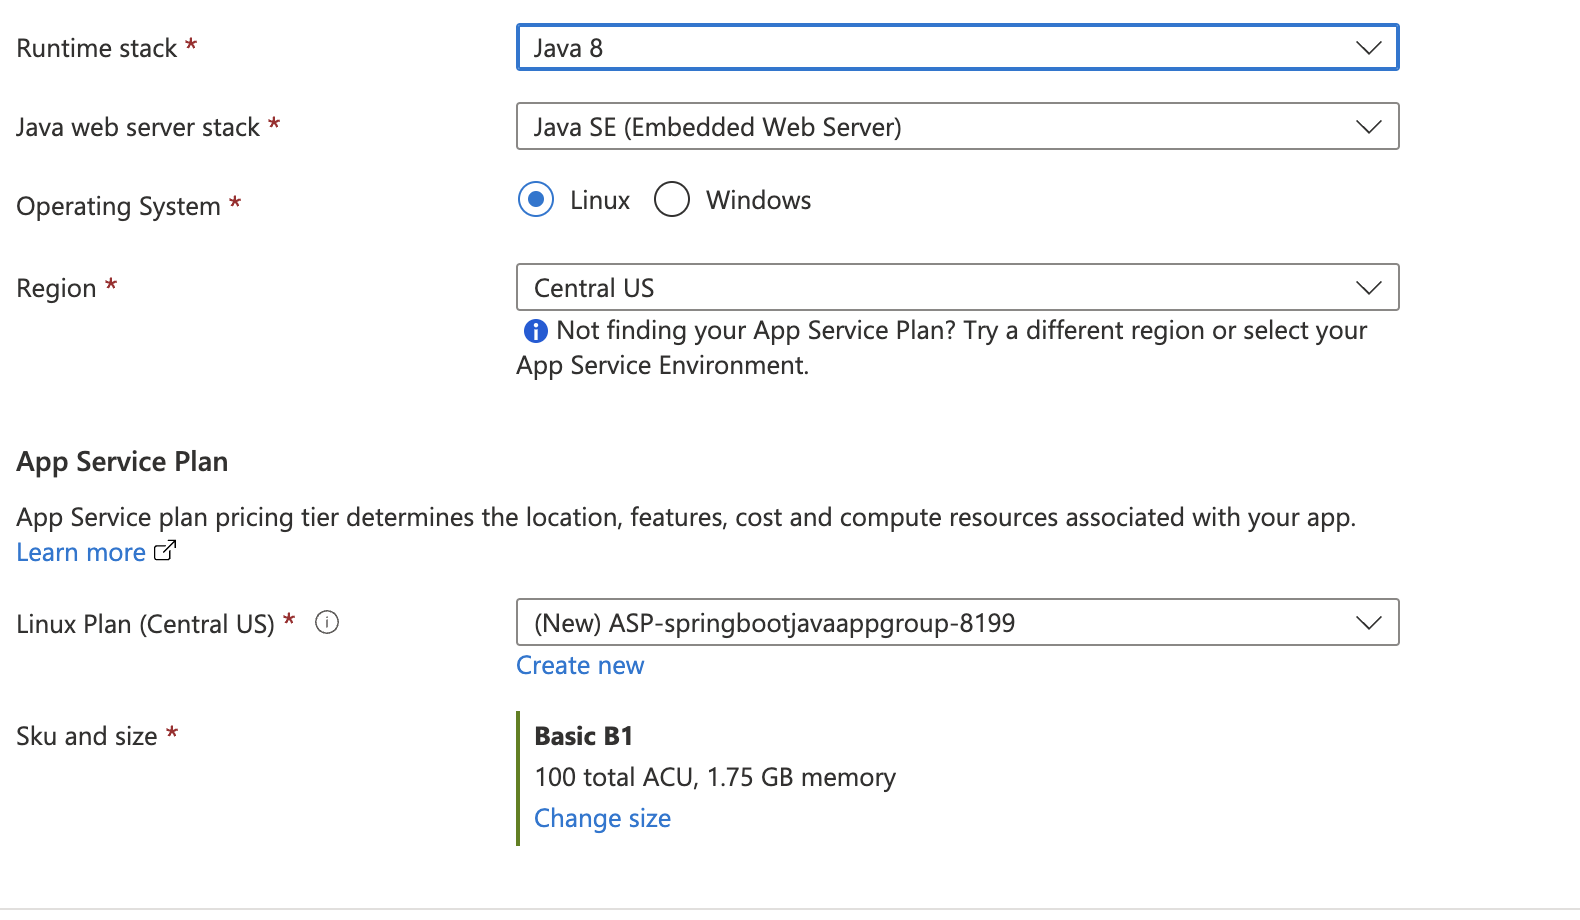 Runtime stack *
Java 8
Java web server stack *
Java SE (Embedded Web Server)
Operating System *
Linux
Windows
Region *
Central US
Not finding your App Service Plan? Try a different region or select your
App Service Environment.
App Service Plan
App Service plan pricing tier determines the location, features, cost and compute resources associated with your app.
Learn more
Linux Plan (Central US) *
(New) ASP-springbootjavaappgroup-8199
Create new
Sku and size *
Basic B1
100 total ACU, 1.75 GB memory
Change size